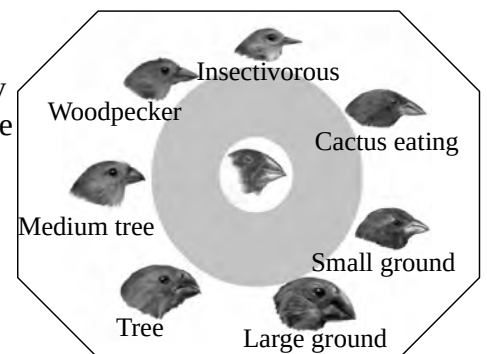 Insectivorous
Woodpecker
Cactus eating
Medium tree
Small ground
Tree
Large ground